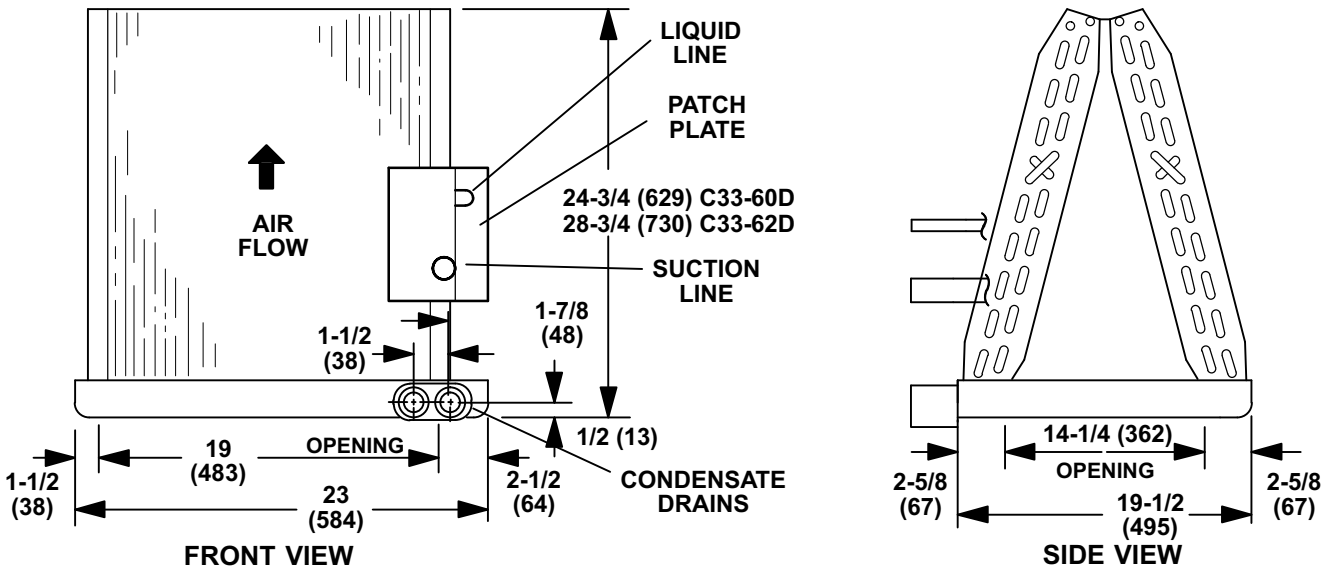 LIQUID
LINE
PATCH
PLATE
24-3/4 (629) C33-60D
28-3/4 (730) C33-62D
AIR
FLOW
SUCTION
LINE
1-7/8
(48)
1-1/2
(38)
1/2 (13)
19
(483)
OPENING
1-1/2
(38)
2-1/2
(64)
CONDENSATE
DRAINS
23
(584)
FRONT VIEW
14-1/4 (362)
OPENING
2-5/8
(67)
2-5/8
(67)
19-1/2
(495)
SIDE VIEW